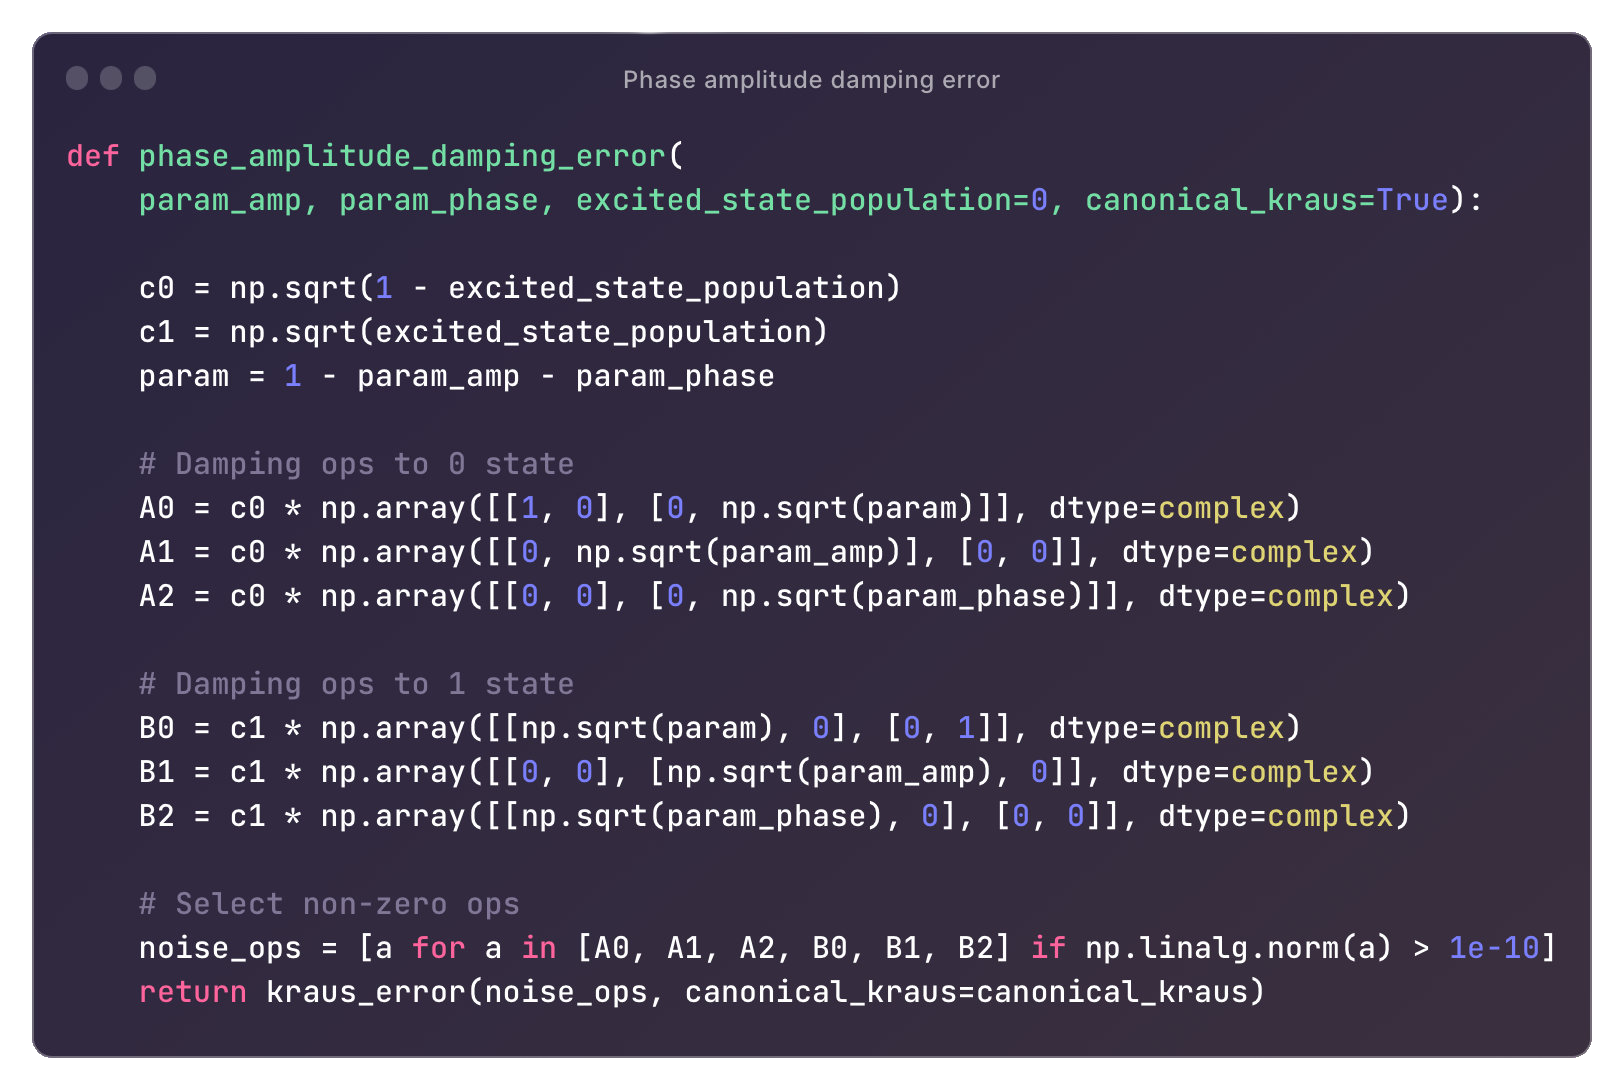 Phase amplitude damping error
def phase_amplitude_damping_error(
    param_amp, param_phase, excited_state_population=0, canonical_kraus=True):
    c0 = np.sqrt(1 - excited_state_population)
    c1 = np.sqrt(excited_state_population)
    param = 1 - param_amp - param_phase
    # Damping ops to 0 state
    A0 = c0 * np.array([[1, 0], [0, np.sqrt(param)]], dtype=complex)
    A1 = c0 * np.array([[0, np.sqrt(param_amp)], [0, 0]], dtype=complex)
    A2 = c0 * np.array([[0, 0], [0, np.sqrt(param_phase)]], dtype=complex)
    # Damping ops to 1 state
    B0 = c1 * np.array([[np.sqrt(param), 0], [0, 1]], dtype=complex)
    B1 = c1 * np.array([[0, 0], [np.sqrt(param_amp), 0]], dtype=complex)
    B2 = c1 * np.array([[np.sqrt(param_phase), 0], [0, 0]], dtype=complex)
    # Select non-zero ops
    noise_ops = [a for a in [A0, A1, A2, B0, B1, B2] if np.linalg.norm(a) > 1e-10]
    return kraus_error(noise_ops, canonical_kraus=canonical_kraus)